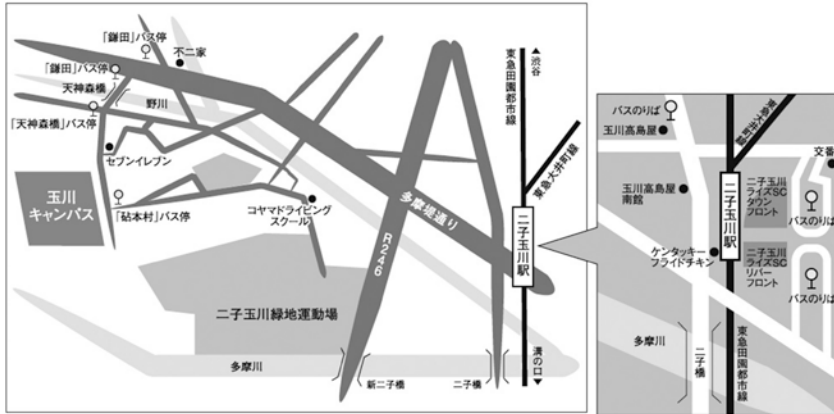 「鎌田」バス停
不二家
「鎌田」バス停
天神森橋
野川
「天神森橋」バス停
セブンイレブン
玉川
キャンパス
「砧本村」バス停
コヤマドライビング
スクール
多摩堤通り
R246
二子玉川緑地運動場
多摩川
新二子橋
二子橋
▲渋谷
東急田園都市線
東急大井町線
二子玉川駅
溝の口▼
バスのりば
玉川高島屋
東急大井町線
交番
玉川高島屋
南館
二子玉川駅
二子玉川
ライズSC
タウン
フロント
バスのりば
ケンタッキー
フライドチキン
二子玉川
ライズSC
リバー
フロント
バスのりば
多摩川
二子橋
東急田園都市線